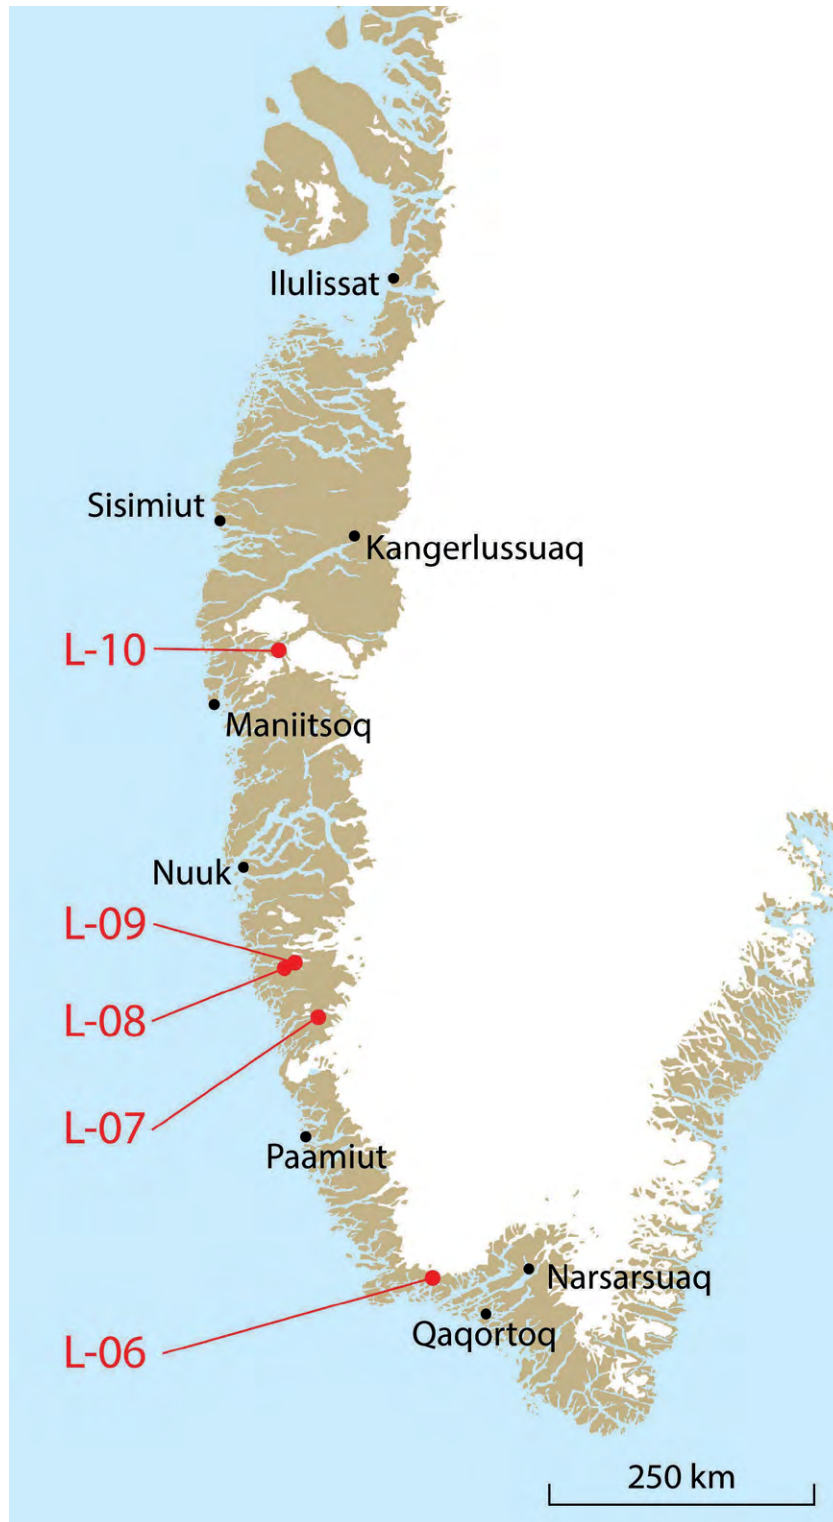 Ilulissat
Sisimiut
Kangerlussuaq
L-10
Maniitsoq
Nuuk
L-09
L-08
L-07
Paamiut
Narsarsuaq
Qaqortoq
L-06
250 km